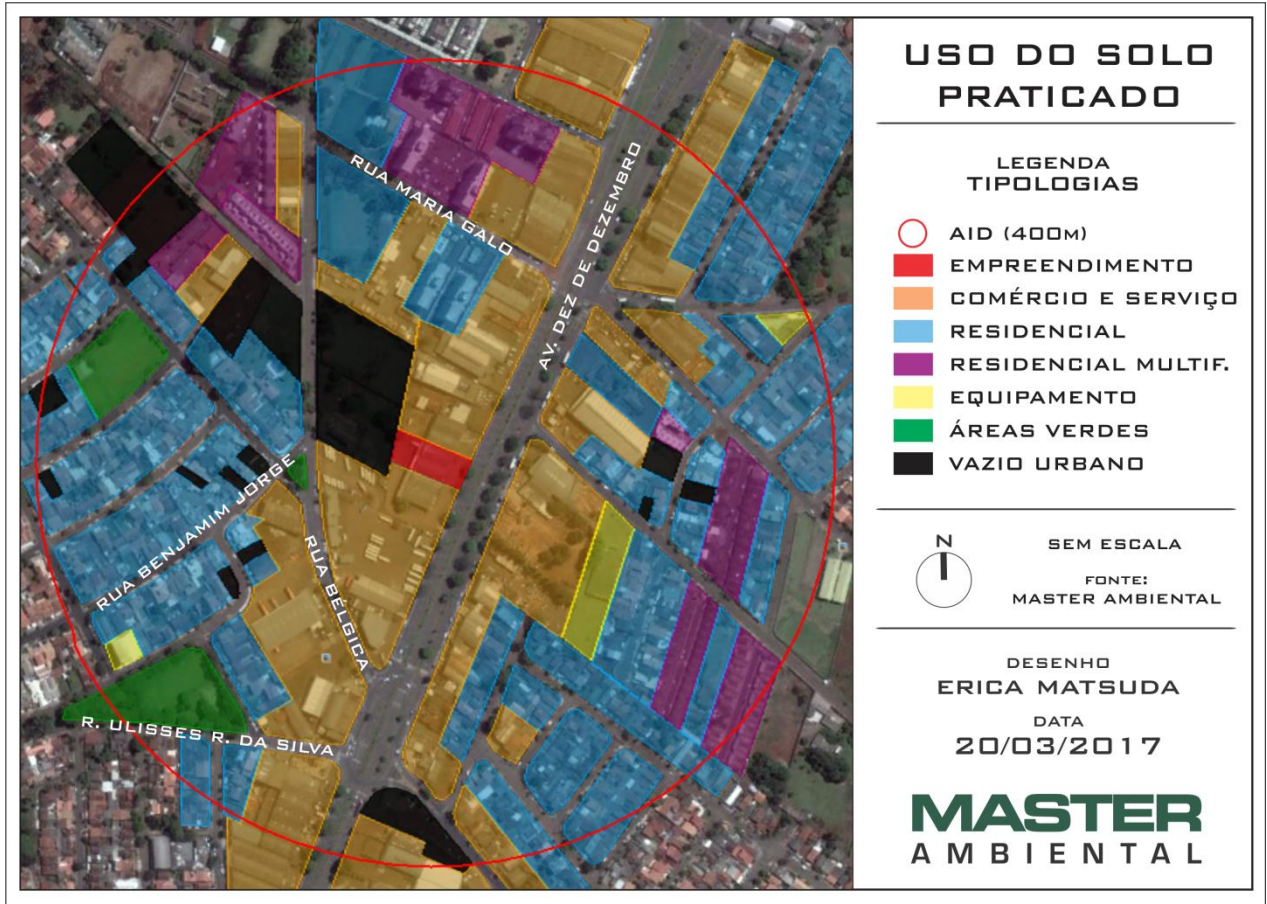 USO DO SOLO
PRATICADO
LEGENDA
TIPOLOGIAS
AID (400M)
EMPREENDIMENTO
COMÉRCIO E SERVIÇO
RESIDENCIAL
RESIDENCIAL MULTIF.
EQUIPAMENTO
ÁREAS VERDES
VAZIO URBANO
N
SEM ESCALA
FONTE:
MASTER AMBIENTAL
DESENHO
ERICA MATSUDA
DATA
20/03/2017
MASTER
AMBIENTAL
RUA MARIA GALO
AV. DEZ DE DEZEMBRO
RUA BENJAMIM JORGE
RUA BÉLGICA
R. ULISSES R. DA SILVA